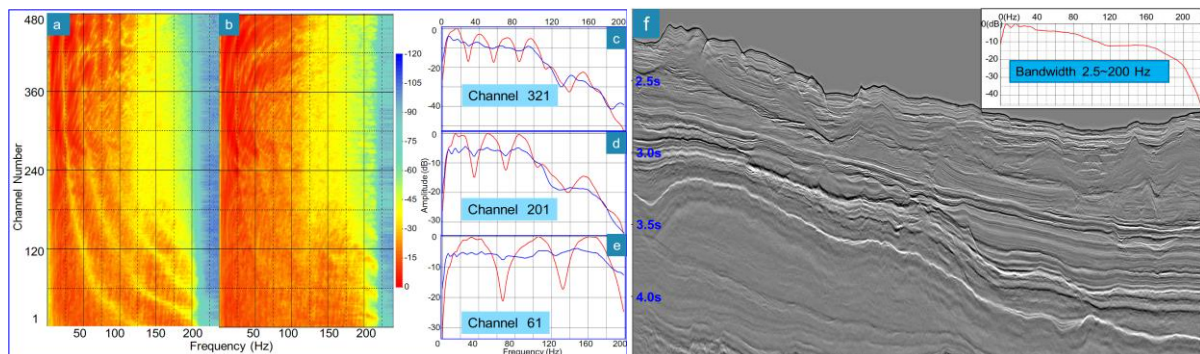 a
b
480
360
240
120
1
Channel Number
50
100
150
200
50
100
150
200
Frequency (Hz)
-120
-105
-90
-75
-60
-45
-30
-15
0
0
40
80
120
160
200
c
0
-20
-40
Channel 321
d
0
-10
-20
-30
Channel 201
Amplitude (dB)
e
0
-10
-20
-30
Channel 61
0
40
80
120
160
200
Frequency (Hz)
f
2.5s
3.0s
3.5s
4.0s
0(Hz)
40
80
120
160
200
0(dB)
-10
-20
-30
-40
Bandwidth 2.5~200 Hz